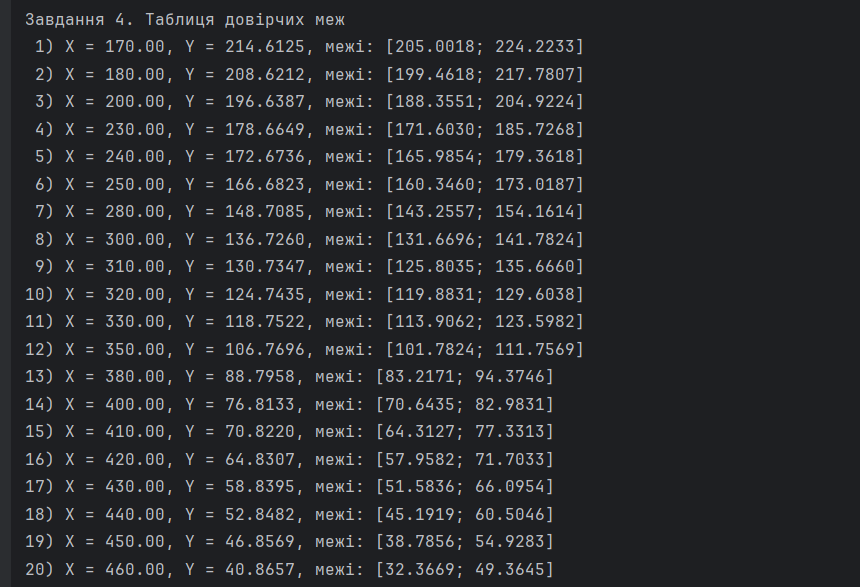 Завдання 4. Таблиця довірчих меж
1) X = 170.00, Y = 214.6125, межі: [205.0018; 224.2233]
2) X = 180.00, Y = 208.6212, межі: [199.4618; 217.7807]
3) X = 200.00, Y = 196.6387, межі: [188.3551; 204.9224]
4) X = 230.00, Y = 178.6649, межі: [171.6030; 185.7268]
5) X = 240.00, Y = 172.6736, межі: [165.9854; 179.3618]
6) X = 250.00, Y = 166.6823, межі: [160.3460; 173.0187]
7) X = 280.00, Y = 148.7085, межі: [143.2557; 154.1614]
8) X = 300.00, Y = 136.7260, межі: [131.6696; 141.7824]
9) X = 310.00, Y = 130.7347, межі: [125.8035; 135.6660]
10) X = 320.00, Y = 124.7435, межі: [119.8831; 129.6038]
11) X = 330.00, Y = 118.7522, межі: [113.9062; 123.5982]
12) X = 350.00, Y = 106.7696, межі: [101.7824; 111.7569]
13) X = 380.00, Y = 88.7958, межі: [83.2171; 94.3746]
14) X = 400.00, Y = 76.8133, межі: [70.6435; 82.9831]
15) X = 410.00, Y = 70.8220, межі: [64.3127; 77.3313]
16) X = 420.00, Y = 64.8307, межі: [57.9582; 71.7033]
17) X = 430.00, Y = 58.8395, межі: [51.5836; 66.0954]
18) X = 440.00, Y = 52.8482, межі: [45.1919; 60.5046]
19) X = 450.00, Y = 46.8569, межі: [38.7856; 54.9283]
20) X = 460.00, Y = 40.8657, межі: [32.3669; 49.3645]